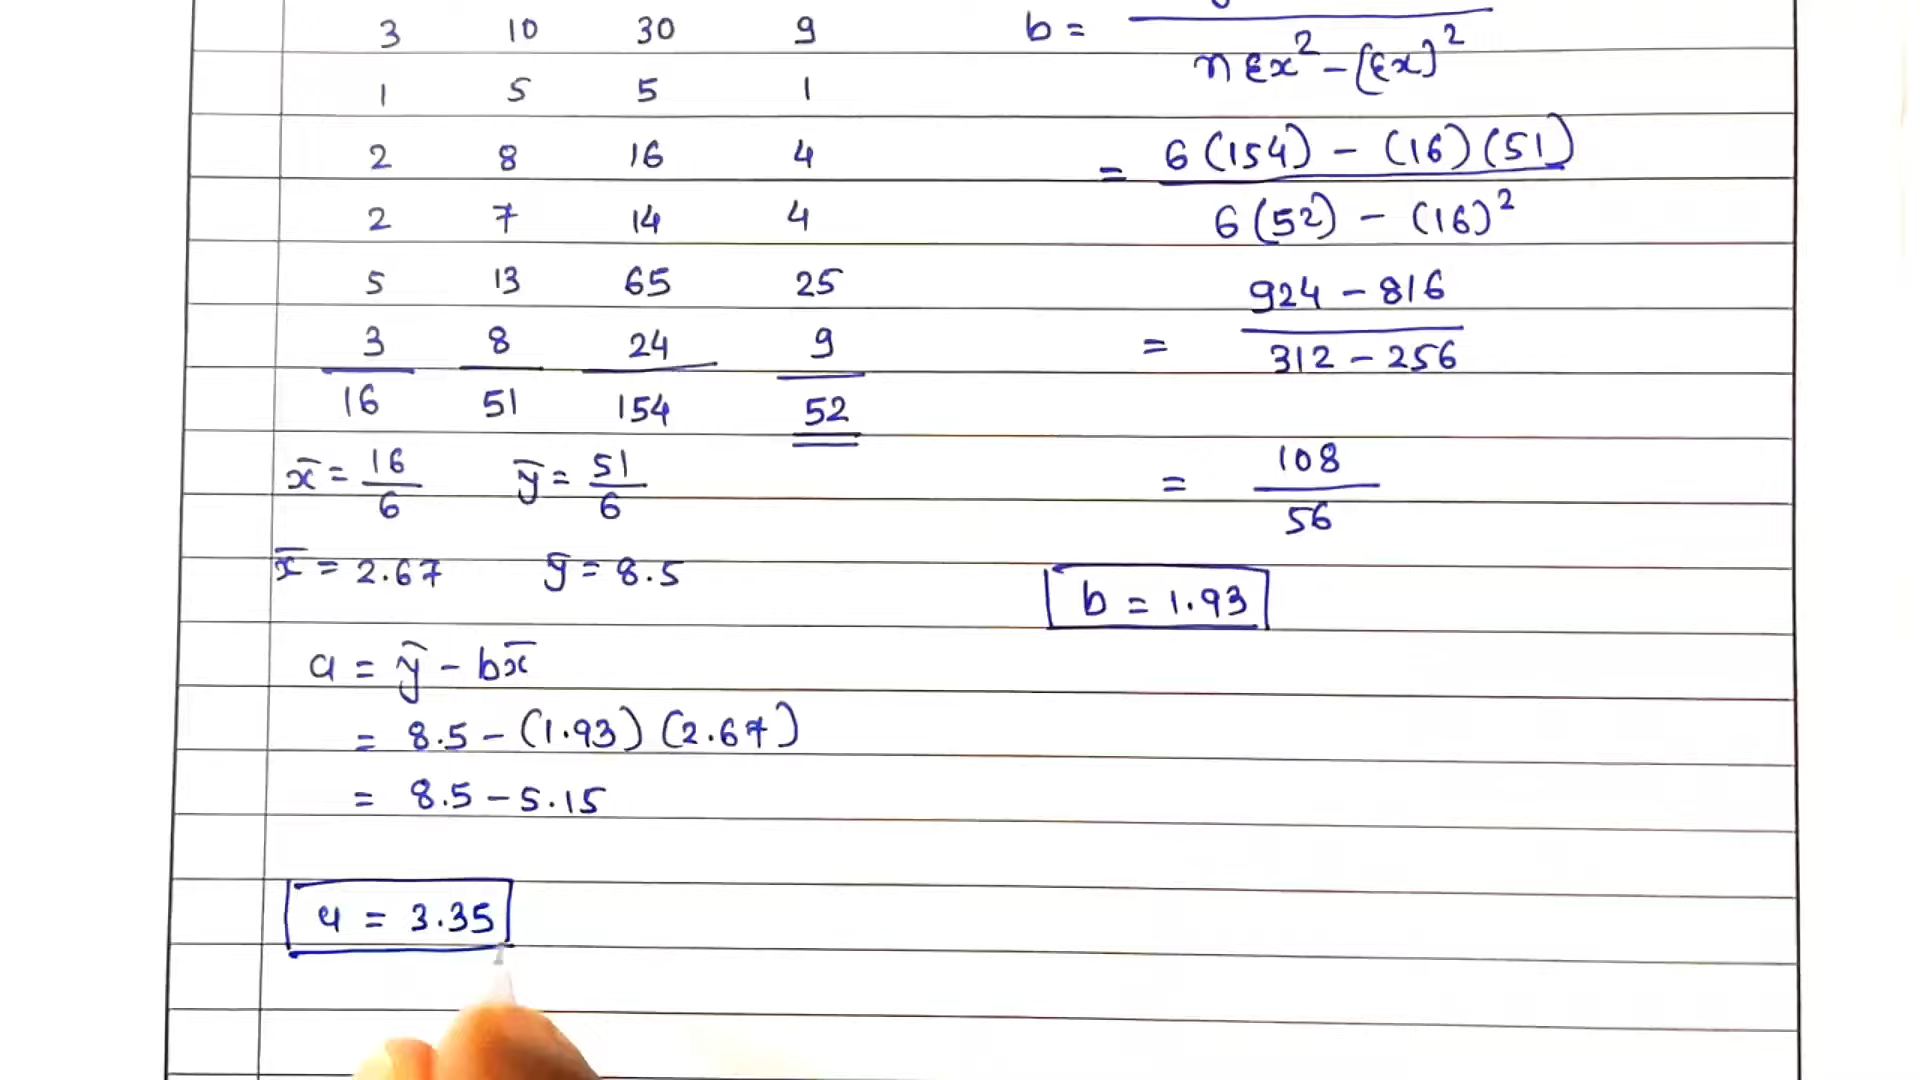 3 10 30 9
1 5 5 1
2 8 16 4
2 7 14 4
5 13 65 25
3 8 24 9
16 51 154 52
x̄ = 16/6 ȳ = 51/6
x̄ = 2.67 ȳ = 8.5
a = ȳ - bx̄
= 8.5 - (1.93) (2.67)
= 8.5 - 5.15
a = 3.35
b =
nΣx² - (Σx)²
= 6(154) - (16)(51)
6(52) - (16)²
= 924 - 816
312 - 256
= 108
56
b = 1.93